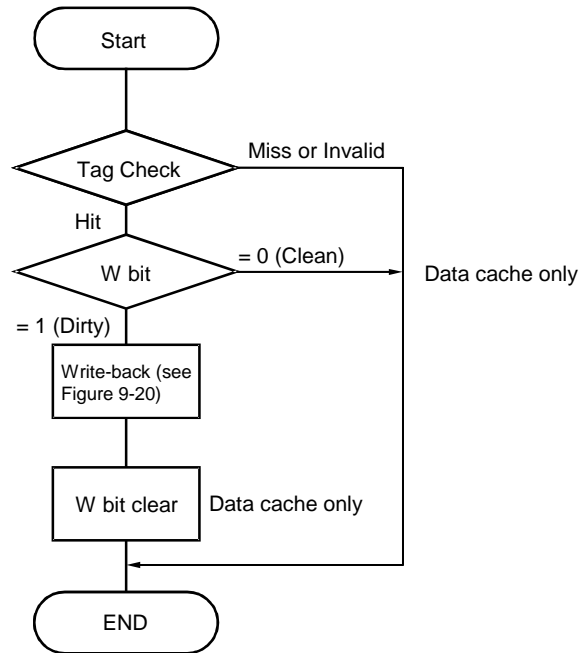 Start
Tag Check
Miss or Invalid
Hit
W bit
= 0 (Clean)
Data cache only
= 1 (Dirty)
Write-back (see
Figure 9-20)
W bit clear
Data cache only
END